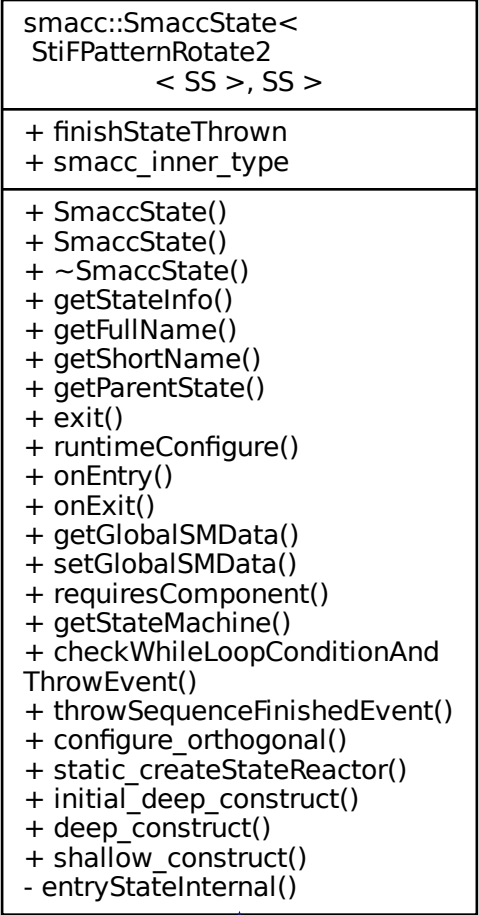 smacc::SmaccState<
StiFPatternRotate2
< SS >, SS >
+ finishStateThrown
+ smacc_inner_type
+ SmaccState()
+ SmaccState()
+ ~SmaccState()
+ getStateInfo()
+ getFullName()
+ getShortName()
+ getParentState()
+ exit()
+ runtimeConfigure()
+ onEntry()
+ onExit()
+ getGlobalSMData()
+ setGlobalSMData()
+ requiresComponent()
+ getStateMachine()
+ checkWhileLoopConditionAnd
ThrowEvent()
+ throwSequenceFinishedEvent()
+ configure_orthogonal()
+ static_createStateReactor()
+ initial_deep_construct()
+ deep_construct()
+ shallow_construct()
- entryStateInternal()